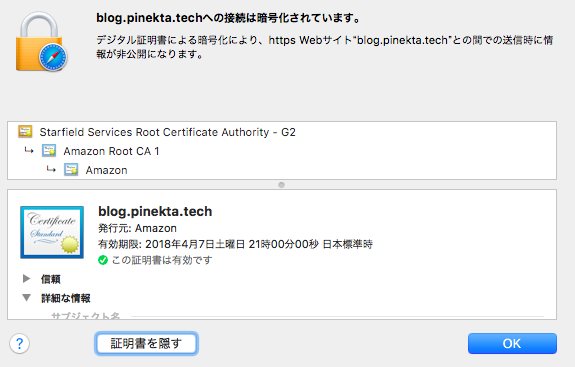 blog.pinekta.techへの接続は暗号化されています。
デジタル証明書による暗号化により、https Webサイト“blog.pinekta.tech”との間での送信時に情
報が非公開になります。
Starfield Services Root Certificate Authority - G2
↳ Amazon Root CA 1
↳ Amazon
Certificate
Standard
blog.pinekta.tech
発行元: Amazon
有効期限: 2018年4月7日土曜日 21時00分00秒 日本標準時
この証明書は有効です
▶ 信頼
▼ 詳細な情報
サブジェクト名
? 証明書を隠す OK